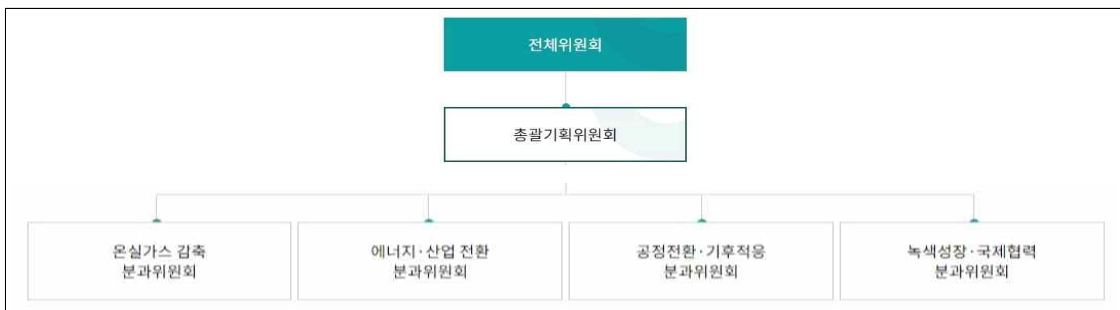 전체위원회
총괄기획위원회
온실가스 감축
분과위원회
에너지·산업 전환
분과위원회
공정전환·기후적응
분과위원회
녹색성장·국제협력
분과위원회